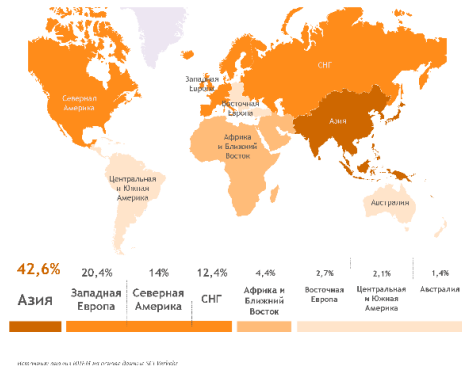 Северная
Америка
Западная
Европа
СНГ
Восточная
Европа
Азия
Африка
и Ближний
Восток
Центральная
и Южная
Америка
Австралия
42,6% 20,4% 14% 12,4% 4,4% 2,7% 2,1% 1,4%
Азия
Западная
Европа
Северная
Америка
СНГ
Африка и
Ближний
Восток
Восточная
Европа
Центральная
и Южная
Америка
Австралия